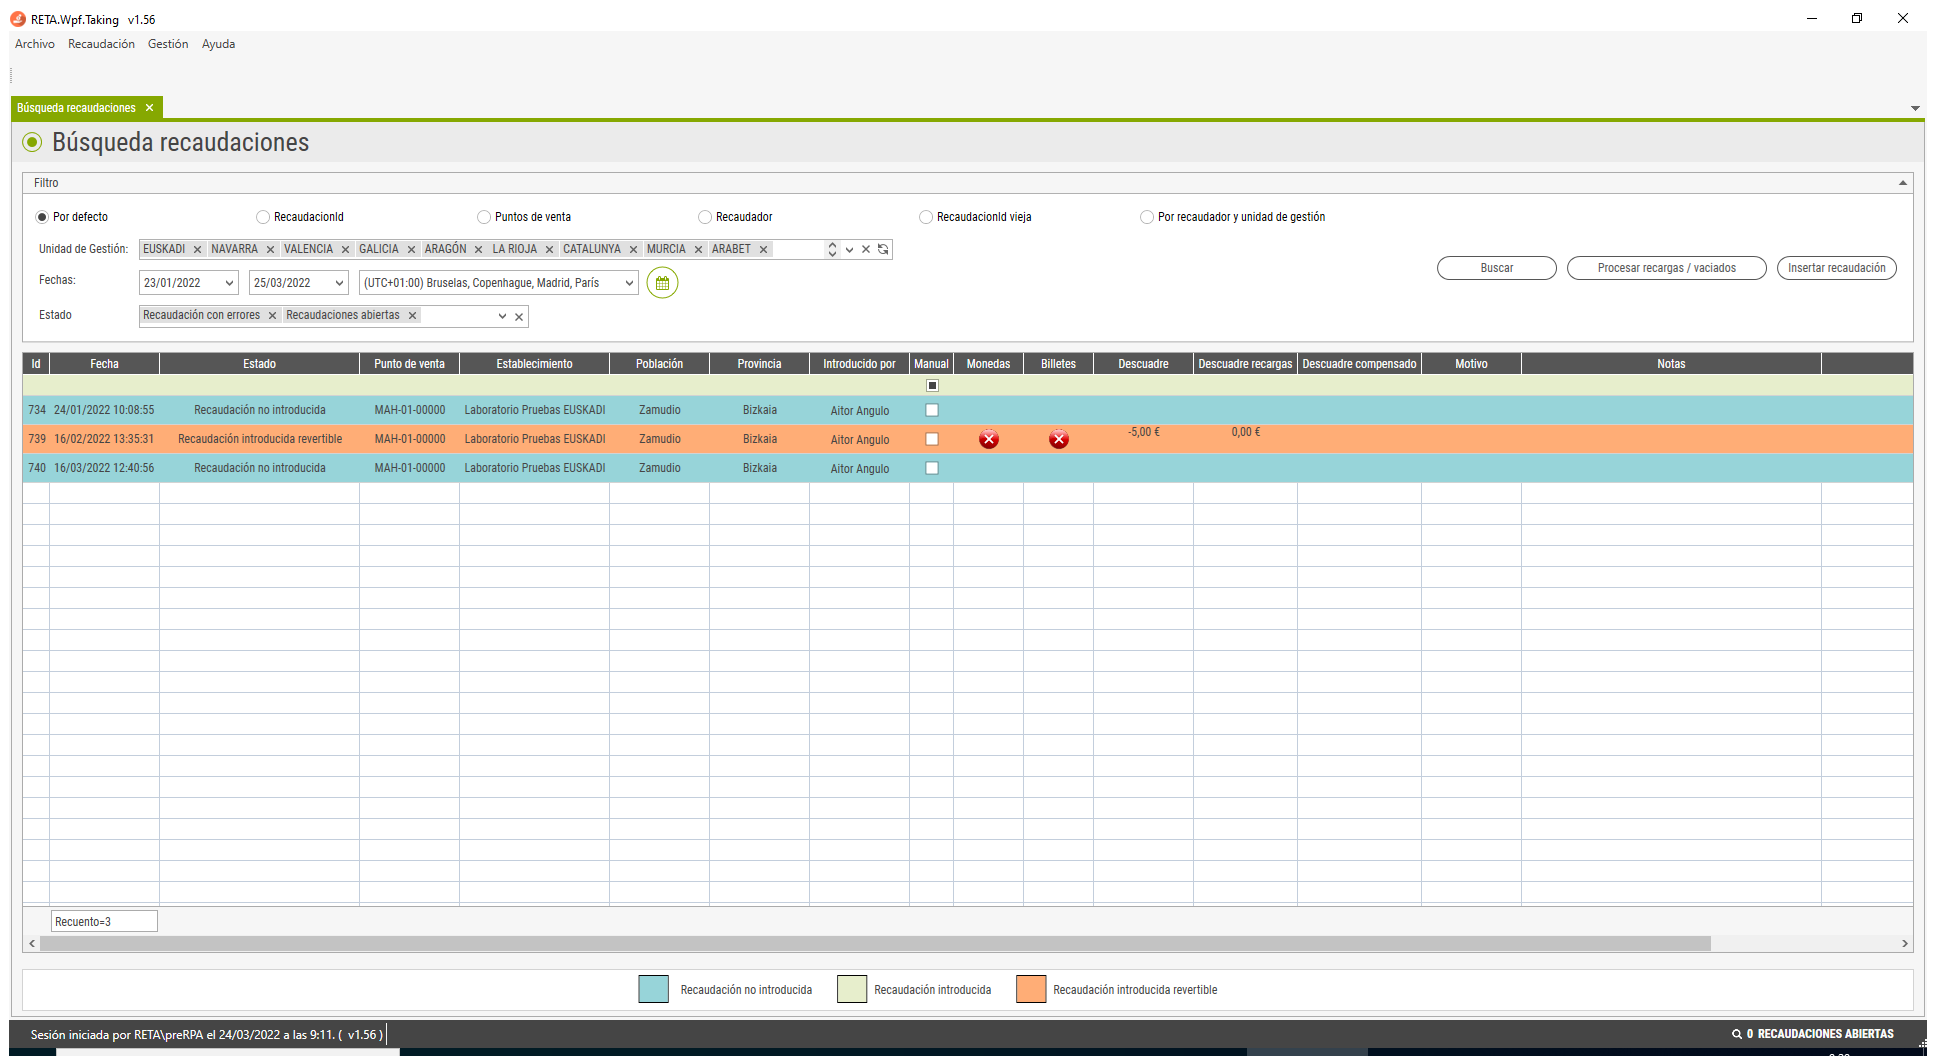 RETA.Wpf.Taking v1.56
Archivo Recaudación Gestión Ayuda
Búsqueda recaudaciones
Búsqueda recaudaciones
Filtro
Por defecto RecaudacionId Puntos de venta Recaudador RecaudacionId vieja Por recaudador y unidad de gestión
Unidad de Gestión: EUSKADI NAVARRA VALENCIA GALICIA ARAGÓN LA RIOJA CATALUNYA MURCIA ARABET
Buscar Procesar recargas / vaciados Insertar recaudación
Fechas: 23/01/2022 25/03/2022 (UTC+01:00) Bruselas, Copenhague, Madrid, París
Estado Recaudación con errores Recaudaciones abiertas
Id Fecha Estado Punto de venta Establecimiento Población Provincia Introducido por Manual Monedas Billetes Descuadre Descuadre recargas Descuadre compensado Motivo Notas
734 24/01/2022 10:08:55 Recaudación no introducida MAH-01-00000 Laboratorio Pruebas EUSKADI Zamudio Bizkaia Aitor Angulo
739 16/02/2022 13:35:31 Recaudación introducida revertible MAH-01-00000 Laboratorio Pruebas EUSKADI Zamudio Bizkaia Aitor Angulo -5,00 € 0,00 €
740 16/03/2022 12:40:56 Recaudación no introducida MAH-01-00000 Laboratorio Pruebas EUSKADI Zamudio Bizkaia Aitor Angulo
Recuento=3
Recaudación no introducida Recaudación introducida Recaudación introducida revertible
Sesión iniciada por RETA\preRPA el 24/03/2022 a las 9:11. ( v1.56 ) 0 RECAUDACIONES ABIERTAS